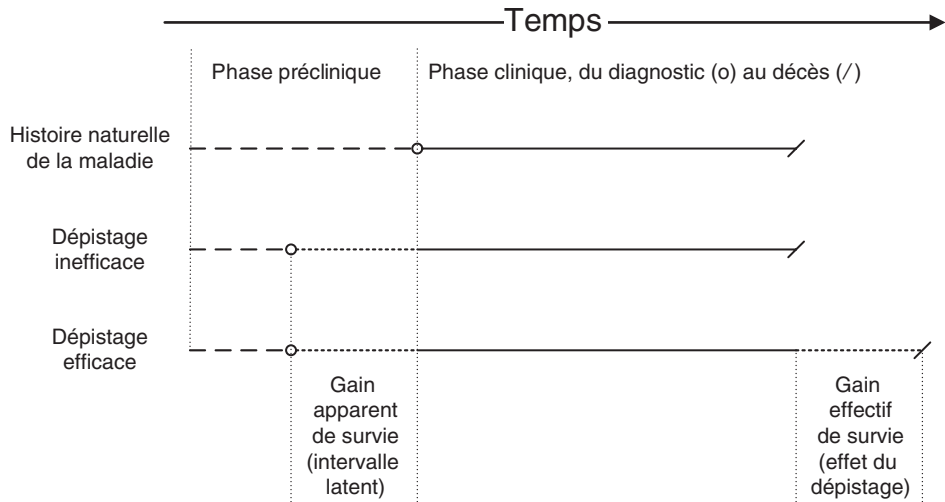 Temps
Phase préclinique
Phase clinique, du diagnostic (o) au décès (/)
Histoire naturelle
de la maladie
Dépistage
inefficace
Dépistage
efficace
Gain
apparent
de survie
(intervalle
latent)
Gain
effectif
de survie
(effet du
dépistage)